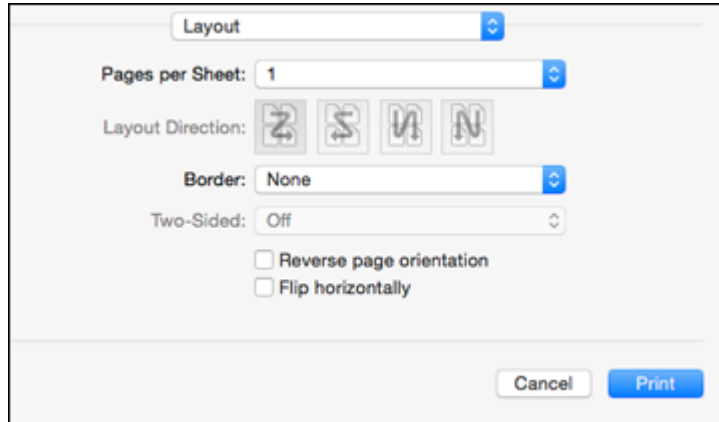 Layout
Pages per Sheet: 1
Layout Direction:
Border: None
Two-Sided: Off
Reverse page orientation
Flip horizontally
Cancel Print